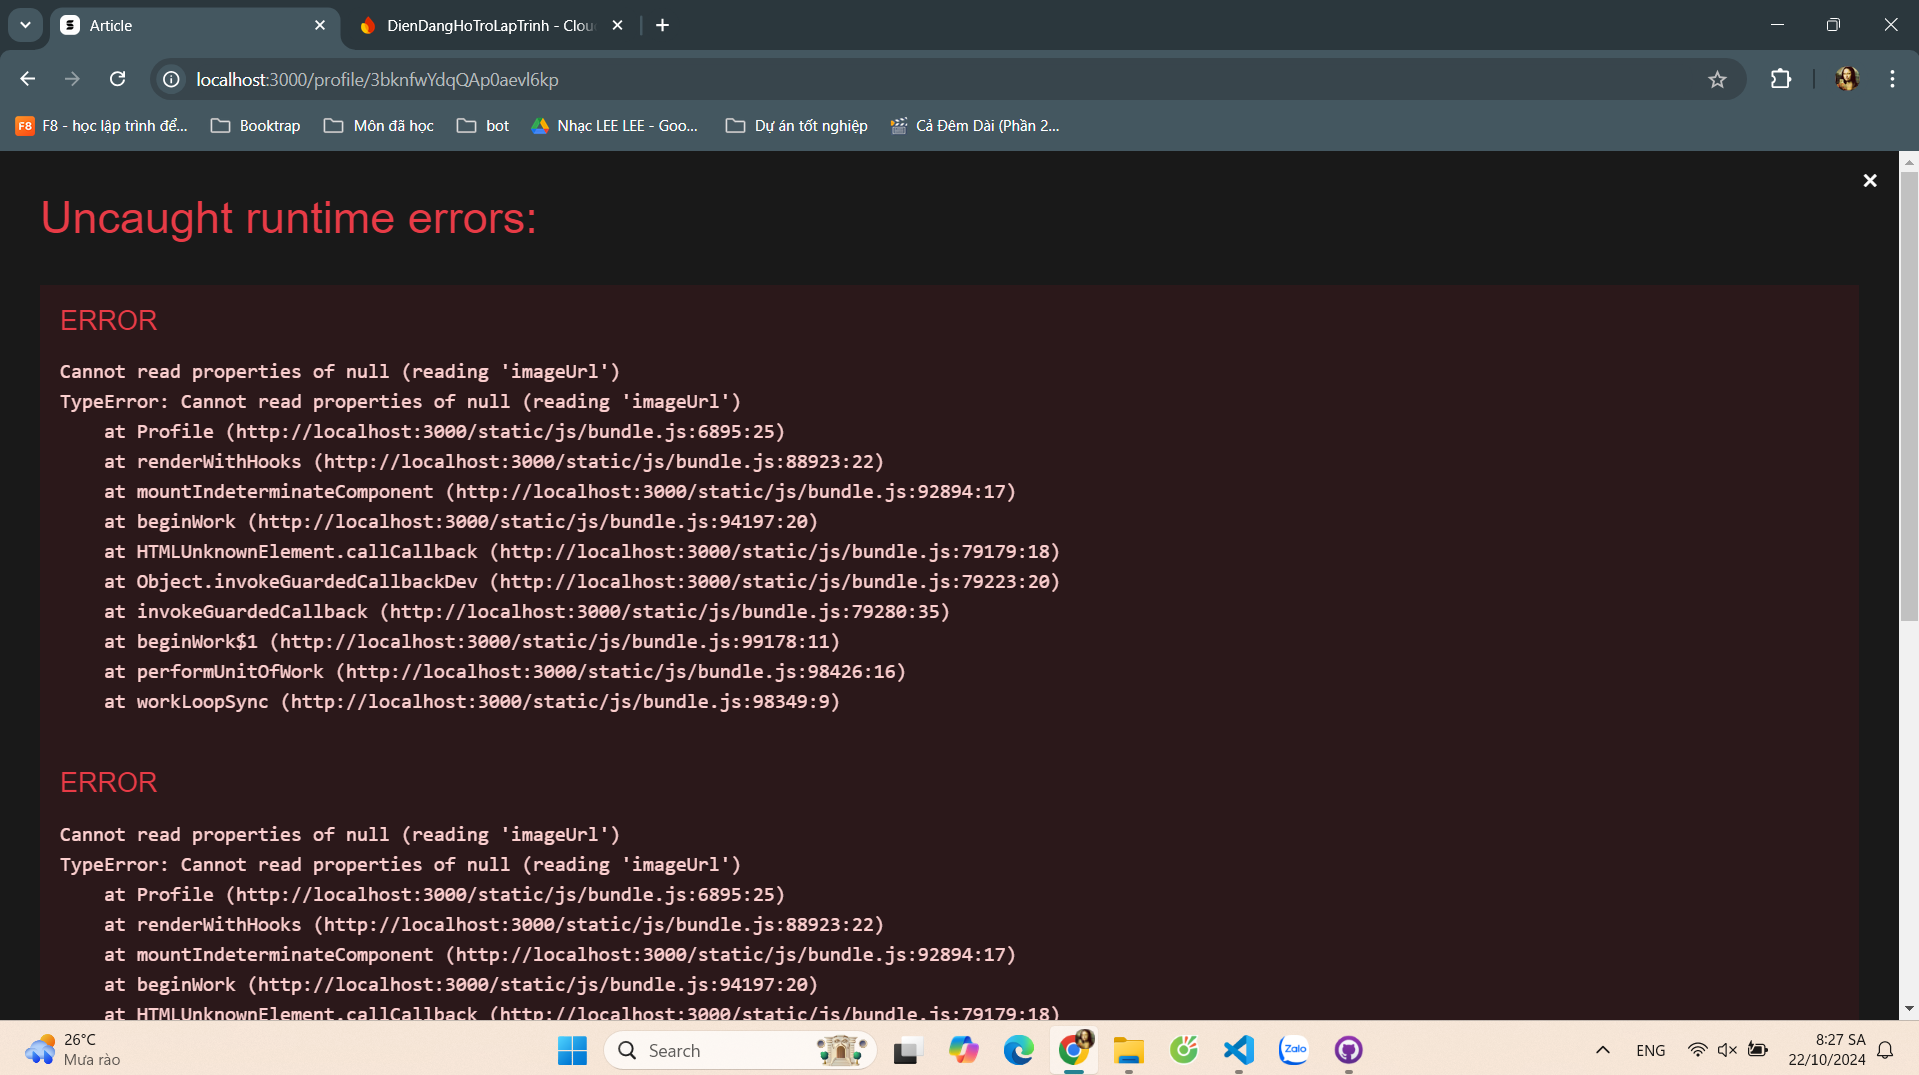 Article
DienDangHoTroLapTrinh - Clou
localhost:3000/profile/3bknfwYdqQAp0aevl6kp
F8 - học lập trình để...
Booktrap
Môn đã học
bot
Nhạc LEE LEE - Goo...
Dự án tốt nghiệp
Cả Đêm Dài (Phần 2...
Uncaught runtime errors:
ERROR
Cannot read properties of null (reading 'imageUrl')
TypeError: Cannot read properties of null (reading 'imageUrl')
at Profile (http://localhost:3000/static/js/bundle.js:6895:25)
at renderWithHooks (http://localhost:3000/static/js/bundle.js:88923:22)
at mountIndeterminateComponent (http://localhost:3000/static/js/bundle.js:92894:17)
at beginWork (http://localhost:3000/static/js/bundle.js:94197:20)
at HTMLUnknownElement.callCallback (http://localhost:3000/static/js/bundle.js:79179:18)
at Object.invokeGuardedCallbackDev (http://localhost:3000/static/js/bundle.js:79223:20)
at invokeGuardedCallback (http://localhost:3000/static/js/bundle.js:79280:35)
at beginWork$1 (http://localhost:3000/static/js/bundle.js:99178:11)
at performUnitOfWork (http://localhost:3000/static/js/bundle.js:98426:16)
at workLoopSync (http://localhost:3000/static/js/bundle.js:98349:9)
ERROR
Cannot read properties of null (reading 'imageUrl')
TypeError: Cannot read properties of null (reading 'imageUrl')
at Profile (http://localhost:3000/static/js/bundle.js:6895:25)
at renderWithHooks (http://localhost:3000/static/js/bundle.js:88923:22)
at mountIndeterminateComponent (http://localhost:3000/static/js/bundle.js:92894:17)
at beginWork (http://localhost:3000/static/js/bundle.js:94197:20)
at HTMLUnknownElement.callCallback (http://localhost:3000/static/js/bundle.js:79179:18)
26°C
Mưa rào
Search
Zalo
ENG
8:27 SA
22/10/2024